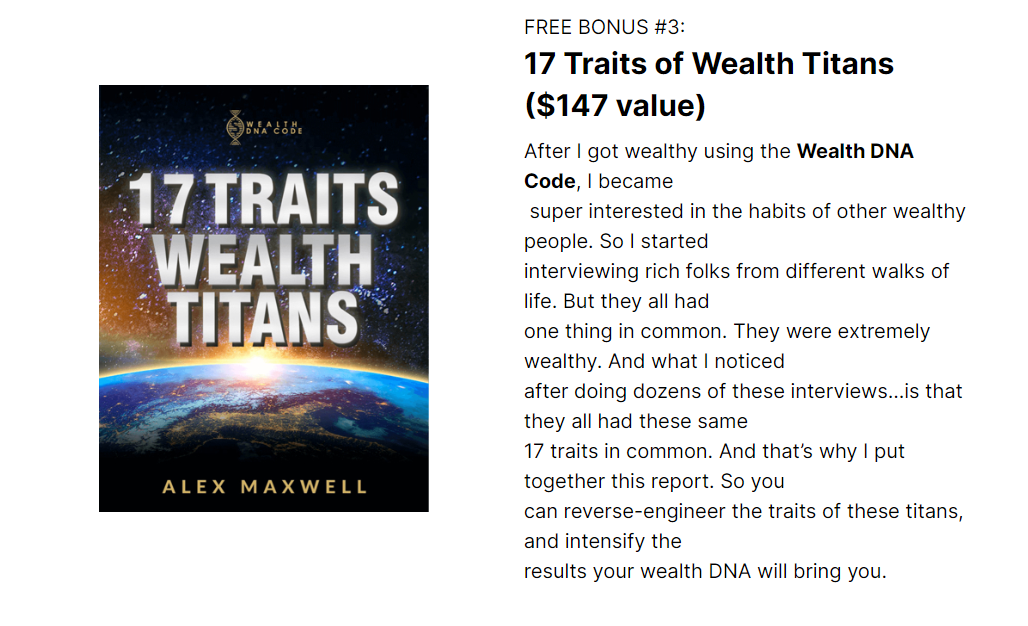 WEALTH
DNA CODE
17 TRAITS
WEALTH
TITANS
ALEX MAXWELL
FREE BONUS #3:
17 Traits of Wealth Titans
($147 value)
After I got wealthy using the Wealth DNA
Code, I became
super interested in the habits of other wealthy
people. So I started
interviewing rich folks from different walks of
life. But they all had
one thing in common. They were extremely
wealthy. And what I noticed
after doing dozens of these interviews...is that
they all had these same
17 traits in common. And that’s why I put
together this report. So you
can reverse-engineer the traits of these titans,
and intensify the
results your wealth DNA will bring you.